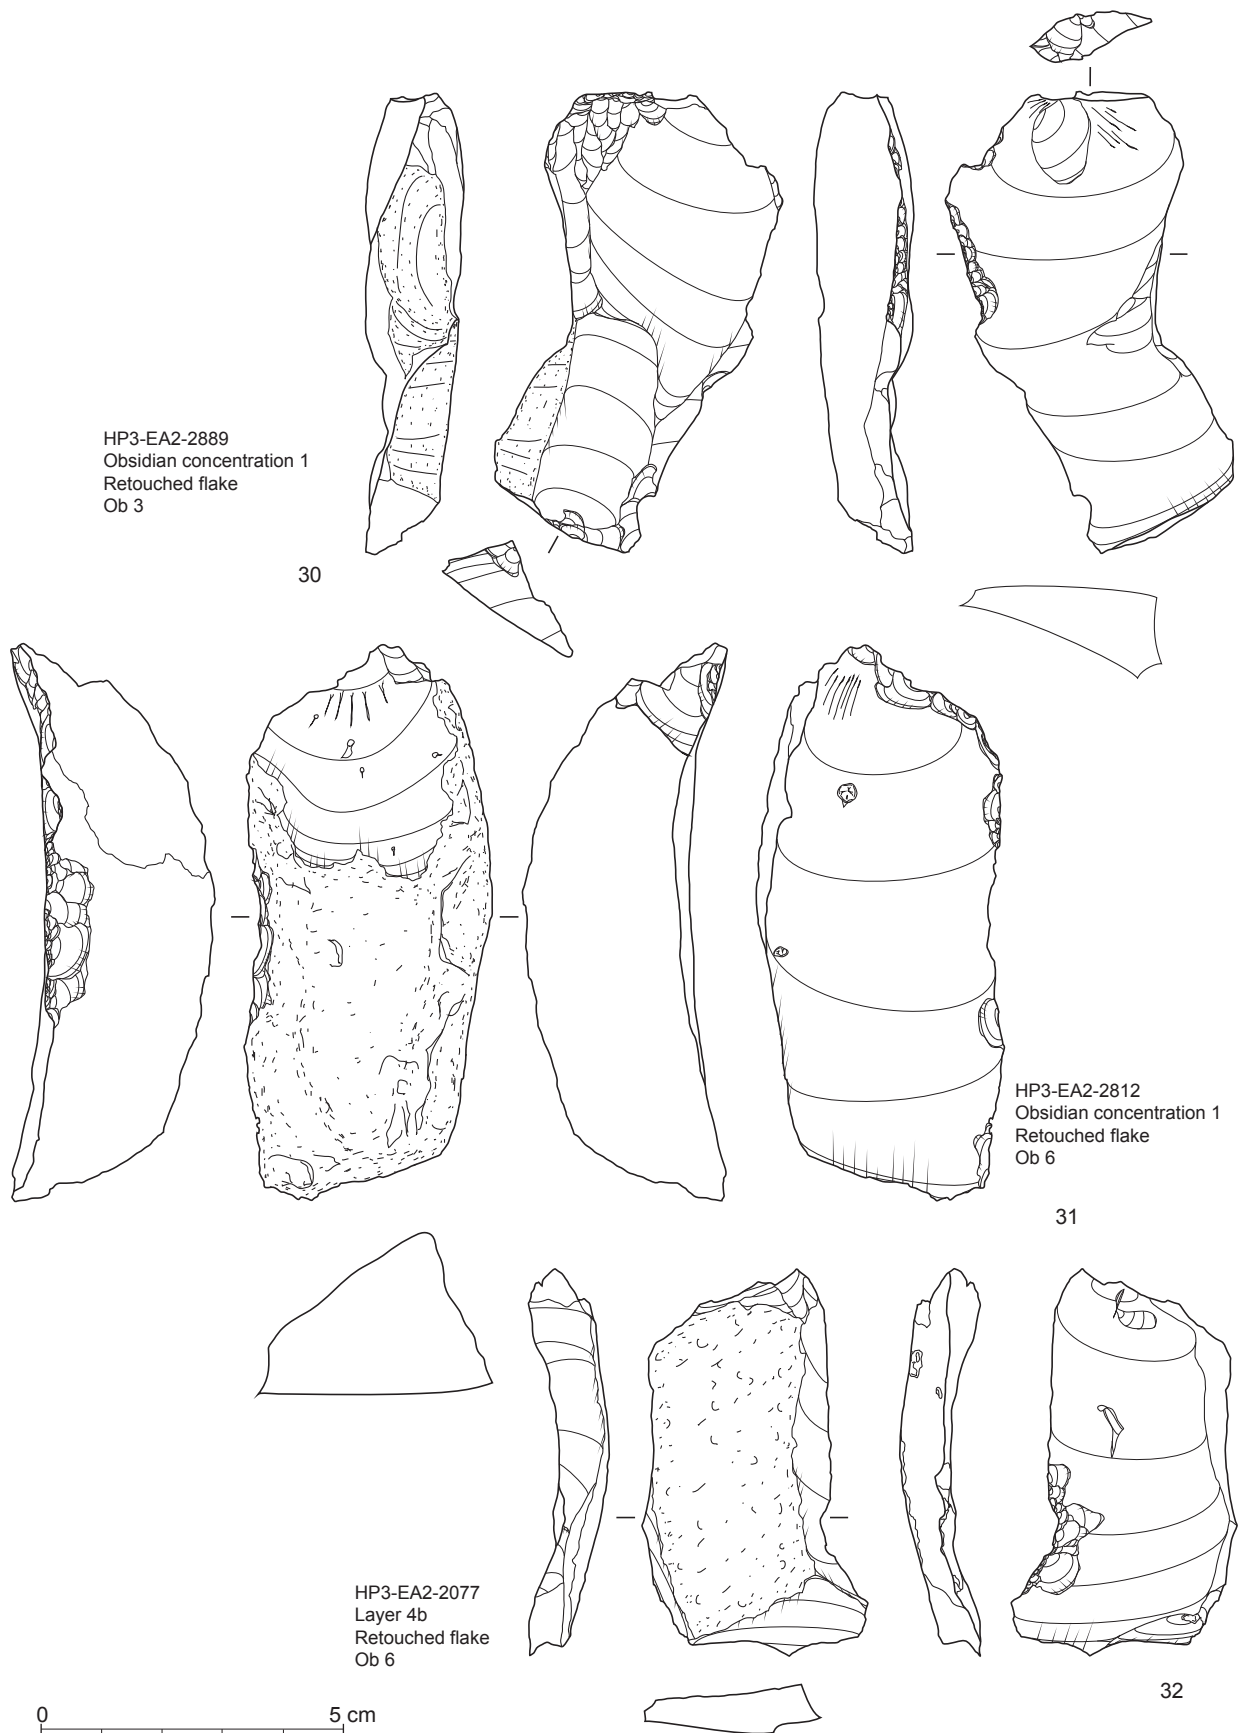 HP3-EA2-2889
Obsidian concentration 1
Retouched flake
Ob 3
30
HP3-EA2-2812
Obsidian concentration 1
Retouched flake
Ob 6
31
HP3-EA2-2077
Layer 4b
Retouched flake
Ob 6
32
0 5 cm